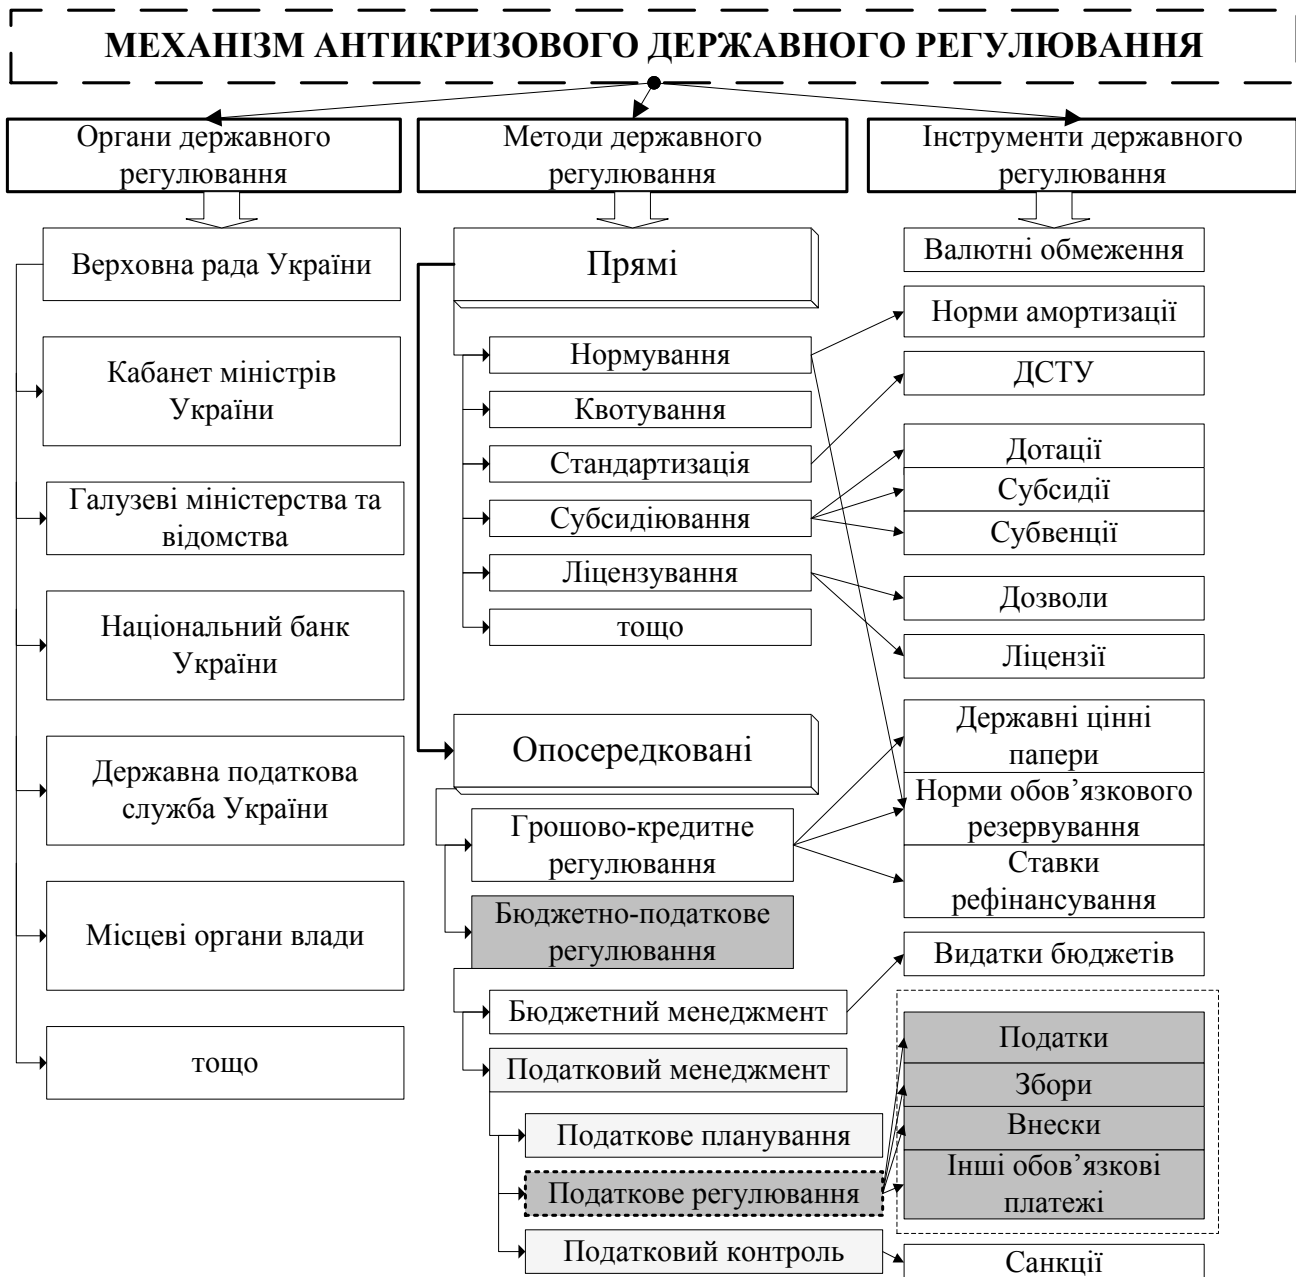 МЕХАНІЗМ АНТИКРИЗОВОГО ДЕРЖАВНОГО РЕГУЛЮВАННЯ
Органи державного
регулювання
Верховна рада України
Кабінет міністрів
України
Галузеві міністерства та
відомства
Національний банк
України
Державна податкова
служба України
Місцеві органи влади
тощо
Методи державного
регулювання
Прямі
Нормування
Квотування
Стандартизація
Субсидіювання
Ліцензування
тощо
Опосередковані
Грошово-кредитне
регулювання
Бюджетно-податкове
регулювання
Бюджетний менеджмент
Податковий менеджмент
Податкове планування
Податкове регулювання
Податковий контроль
Інструменти державного
регулювання
Валютні обмеження
Норми амортизації
ДСТУ
Дотації
Субсидії
Субвенції
Дозволи
Ліцензії
Державні цінні
папери
Норми обов’язкового
резервування
Ставки
рефінансування
Видатки бюджетів
Податки
Збори
Внески
Інші обов’язкові
платежі
Санкції